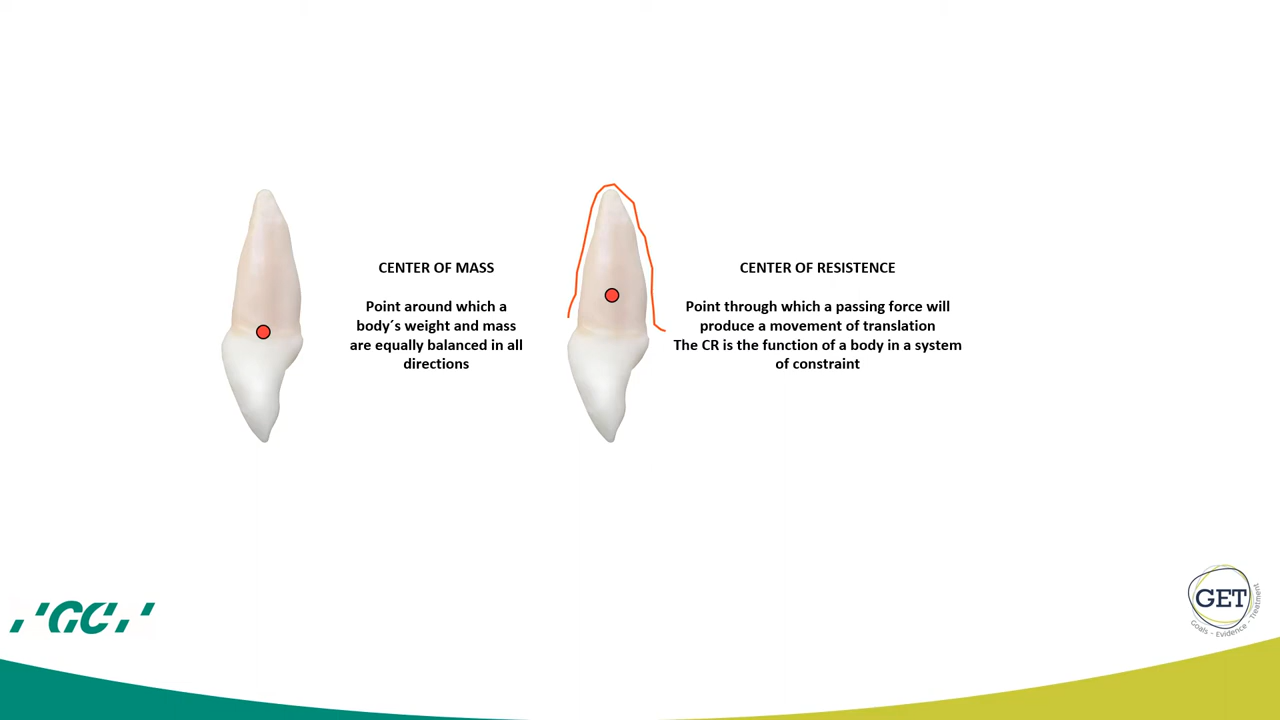 CENTER OF MASS
Point around which a
body´s weight and mass
are equally balanced in all
directions
CENTER OF RESISTENCE
Point through which a passing force will
produce a movement of translation
The CR is the function of a body in a system
of constraint
GC
GET
Goals - Evidence - Treatment